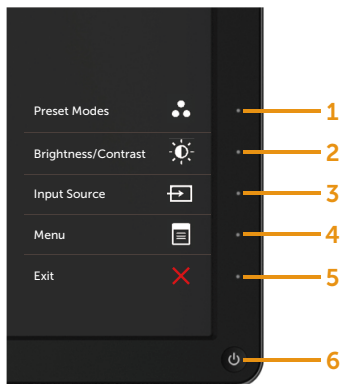 Preset Modes 1
Brightness/Contrast 2
Input Source 3
Menu 4
Exit 5
6